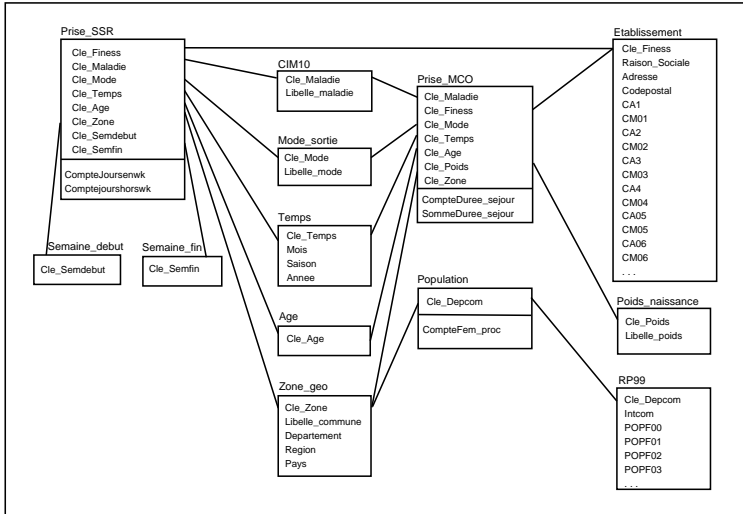 Prise_SSR
Cle_Finess
Cle_Maladie
Cle_Mode
Cle_Temps
Cle_Age
Cle_Zone
Cle_Semdebut
Cle_Semfin
CompteJoursenwk
Comptejourshorswk
Semaine_debut
Cle_Semdebut
Semaine_fin
Cle_Semfin
CIM10
Cle_Maladie
Libelle_maladie
Mode_sortie
Cle_Mode
Libelle_mode
Temps
Cle_Temps
Mois
Saison
Annee
Age
Cle_Age
Zone_geo
Cle_Zone
Libelle_commune
Departement
Region
Pays
Prise_MCO
Cle_Maladie
Cle_Finess
Cle_Mode
Cle_Temps
Cle_Age
Cle_Poids
Cle_Zone
CompteDuree_sejour
SommeDuree_sejour
Population
Cle_Depcom
CompteFem_proc
Etablissement
Cle_Finess
Raison_Sociale
Adresse
Codepostal
CA1
CM01
CA2
CM02
CA3
CM03
CA4
CM04
CA05
CM05
CA06
CM06
. . .
Poids_naissance
Cle_Poids
Libelle_poids
RP99
Cle_Depcom
Intcom
POPF00
POPF01
POPF02
POPF03
. . .